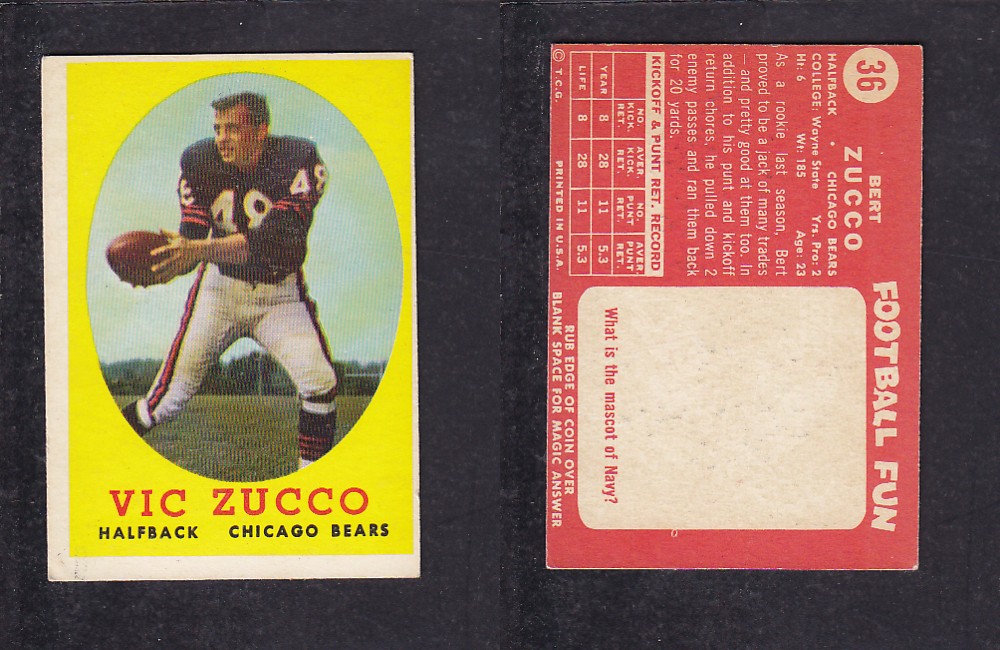 49
49
VIC ZUCCO
HALFBACK CHICAGO BEARS
36
BERT
ZUCCO
HALFBACK • CHICAGO BEARS
COLLEGE: Wayne State Yrs. Pro: 2
Ht: 6 Wt: 185 Age: 23
As a rookie last season, Bert
proved to be a jack of many trades
— and pretty good at them too. In
addition to his punt and kickoff
return chores, he pulled down 2
enemy passes and ran them back
for 20 yards.
KICKOFF & PUNT RET. RECORD
YEAR NO. KICK. RET. AVER. KICK. RET. NO. PUNT RET. AVER. PUNT RET.
8 28 11 5.3
LIFE 8 28 11 5.3
© T.C.G. PRINTED IN U.S.A.
FOOTBALL FUN
What is the mascot of Navy?
RUB EDGE OF COIN OVER
BLANK SPACE FOR MAGIC ANSWER